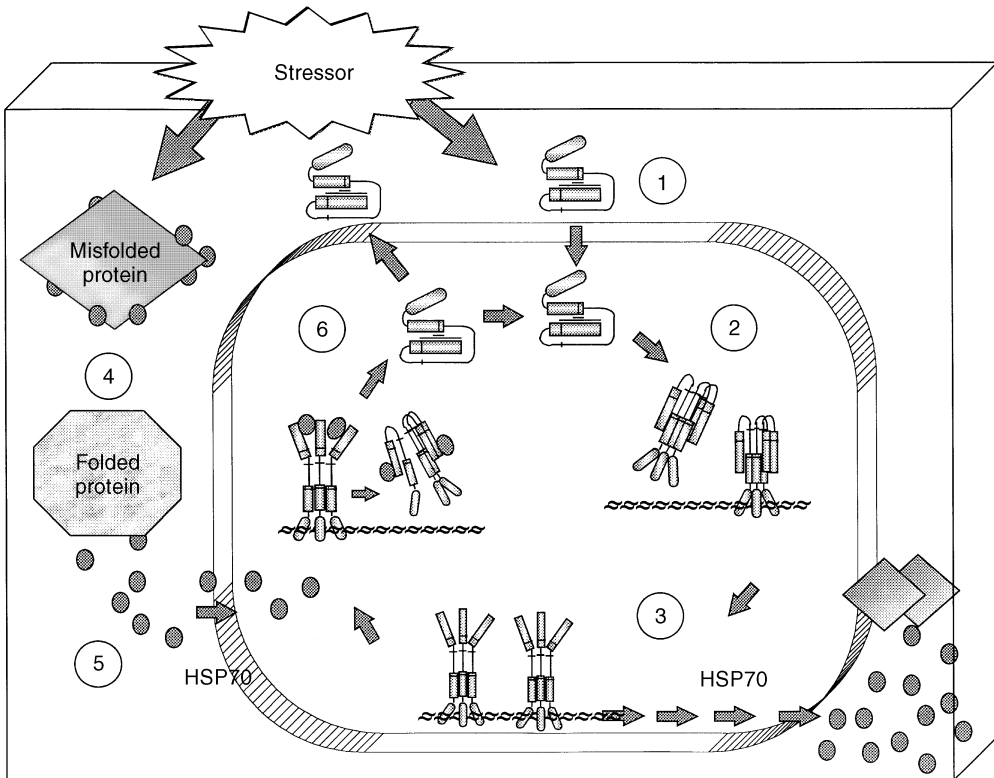 Stressor
1
Misfolded
protein
6
2
4
Folded
protein
3
5
HSP70
HSP70